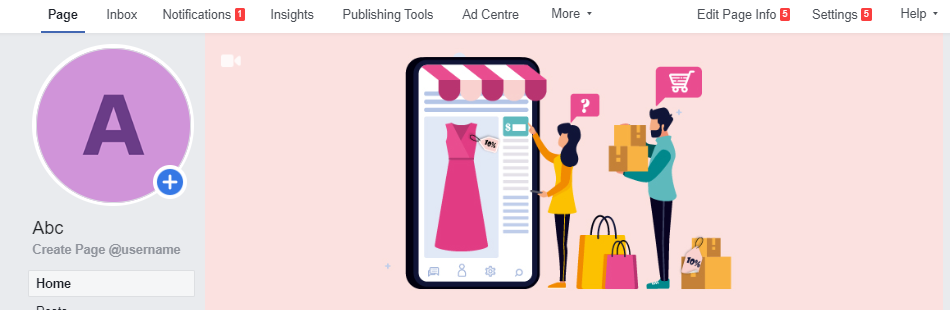 Page Inbox Notifications 1 Insights Publishing Tools Ad Centre More Edit Page Info 5 Settings 5 Help
A
?
$
10%
10%
Abc
Create Page @username
Home
Posts